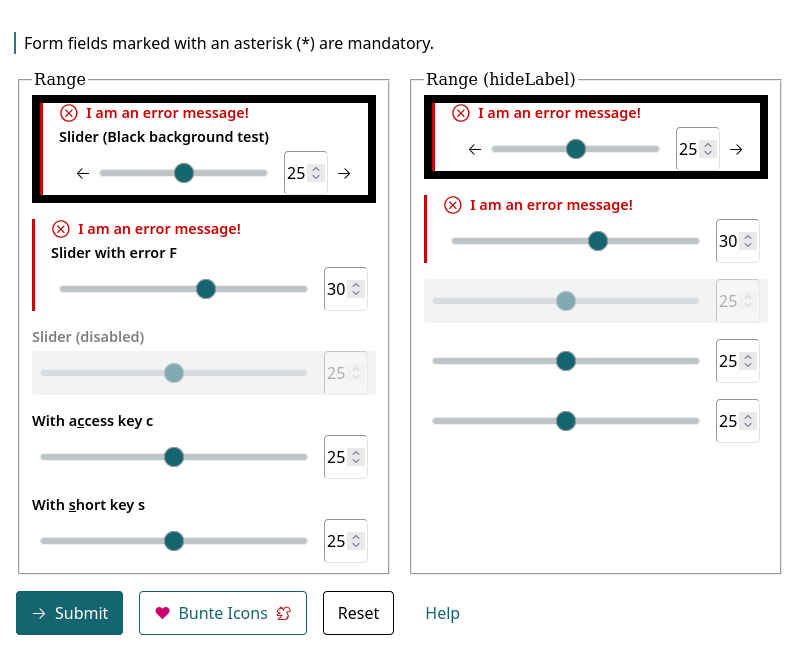 Form fields marked with an asterisk (*) are mandatory.
Range
I am an error message!
Slider (Black background test)
← 25 →
I am an error message!
Slider with error F
30
Slider (disabled)
25
With access key c
25
With short key s
25
Range (hideLabel)
I am an error message!
← 25 →
I am an error message!
30
25
25
25
→ Submit
Bunte Icons
Reset
Help